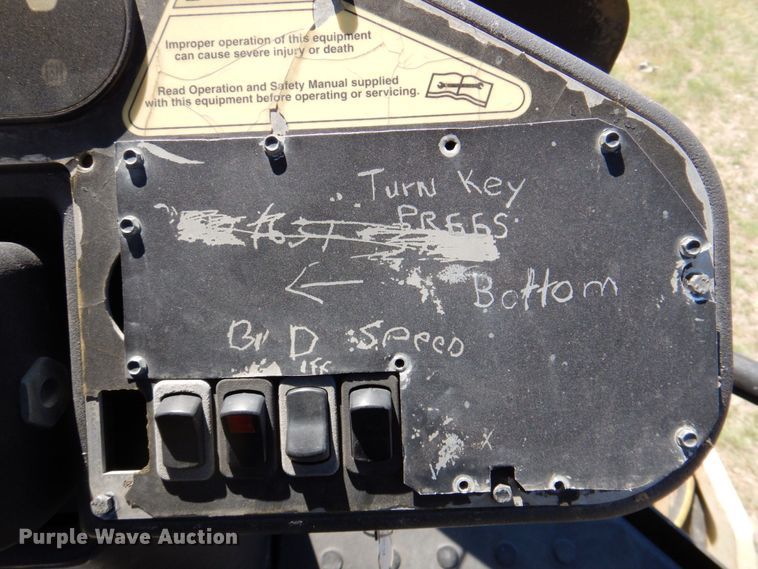 Improper operation of this equipment
can cause severe injury or death
Read Operation and Safety Manual supplied
with this equipment before operating or servicing.
Turn Key
PRESS
Bottom
D Speed
Purple Wave Auction